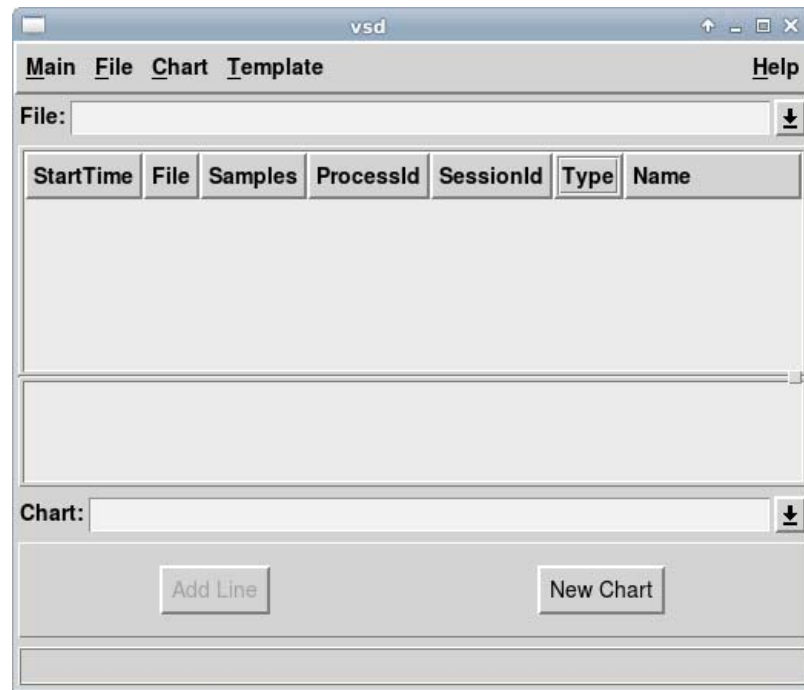 vsd
Main File Chart Template Help
File:
StartTime File Samples ProcessId SessionId Type Name
Chart:
Add Line New Chart